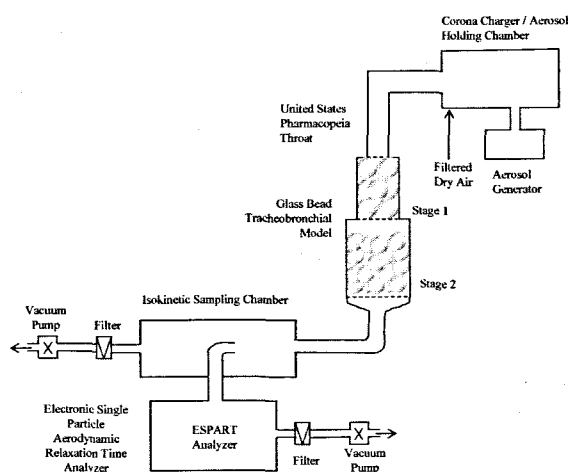 Corona Charger / Aerosol
Holding Chamber
United States
Pharmacopeia
Throat
Filtered
Dry Air
Aerosol
Generator
Glass Bead
Tracheobronchial
Model
Stage 1
Stage 2
Isokinetic Sampling Chamber
Vacuum
Pump
Filter
X
Electronic Single
Particle
Aerodynamic
Relaxation Time
Analyzer
ESPART
Analyzer
X
Filter
Vacuum
Pump